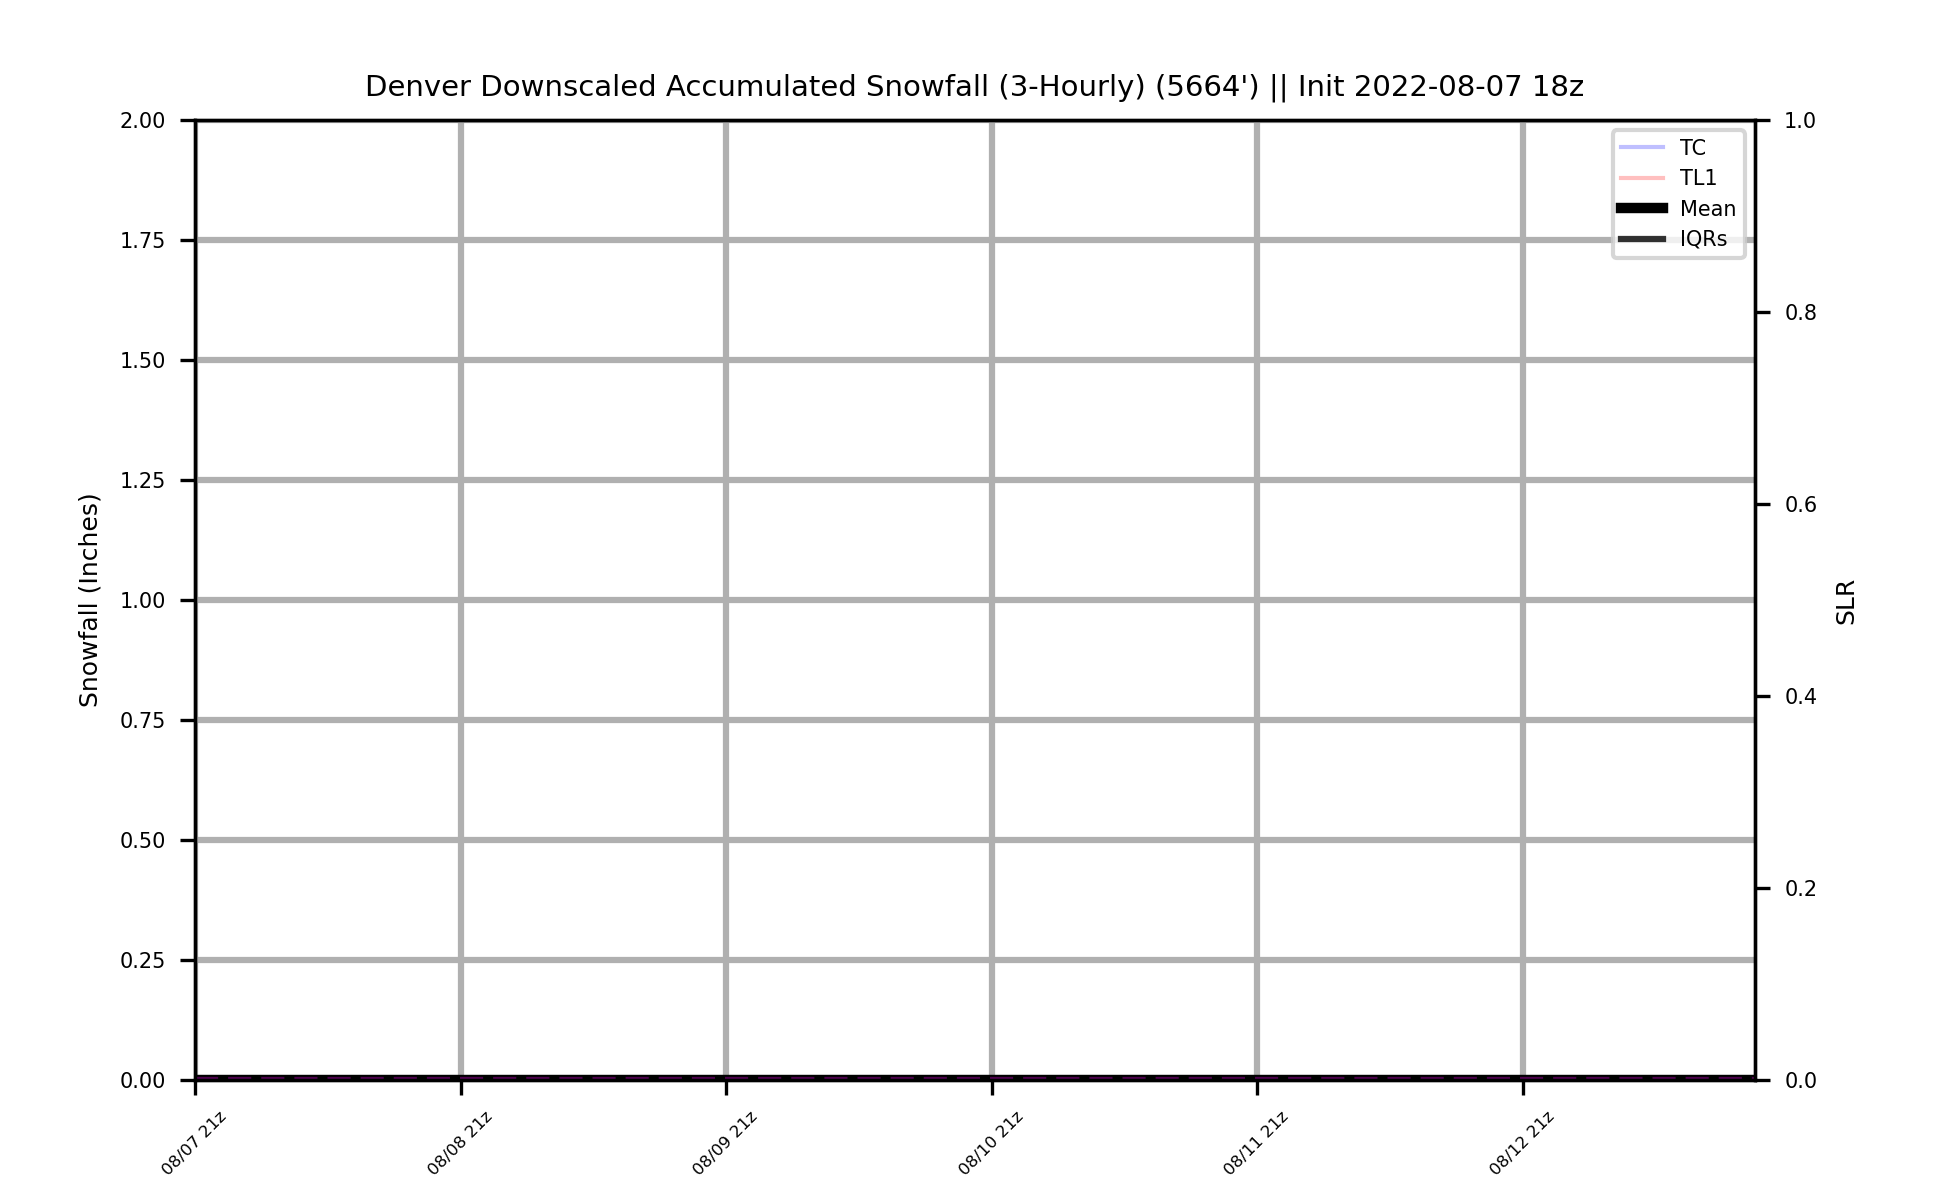 Denver Downscaled Accumulated Snowfall (3-Hourly) (5664') || Init 2022-08-07 18z
2.00
1.75
1.50
1.25
1.00
0.75
0.50
0.25
0.00
Snowfall (Inches)
TC
TL1
Mean
IQRs
1.0
0.8
0.6
0.4
0.2
0.0
SLR
08/07 21z
08/08 21z
08/09 21z
08/10 21z
08/11 21z
08/12 21z